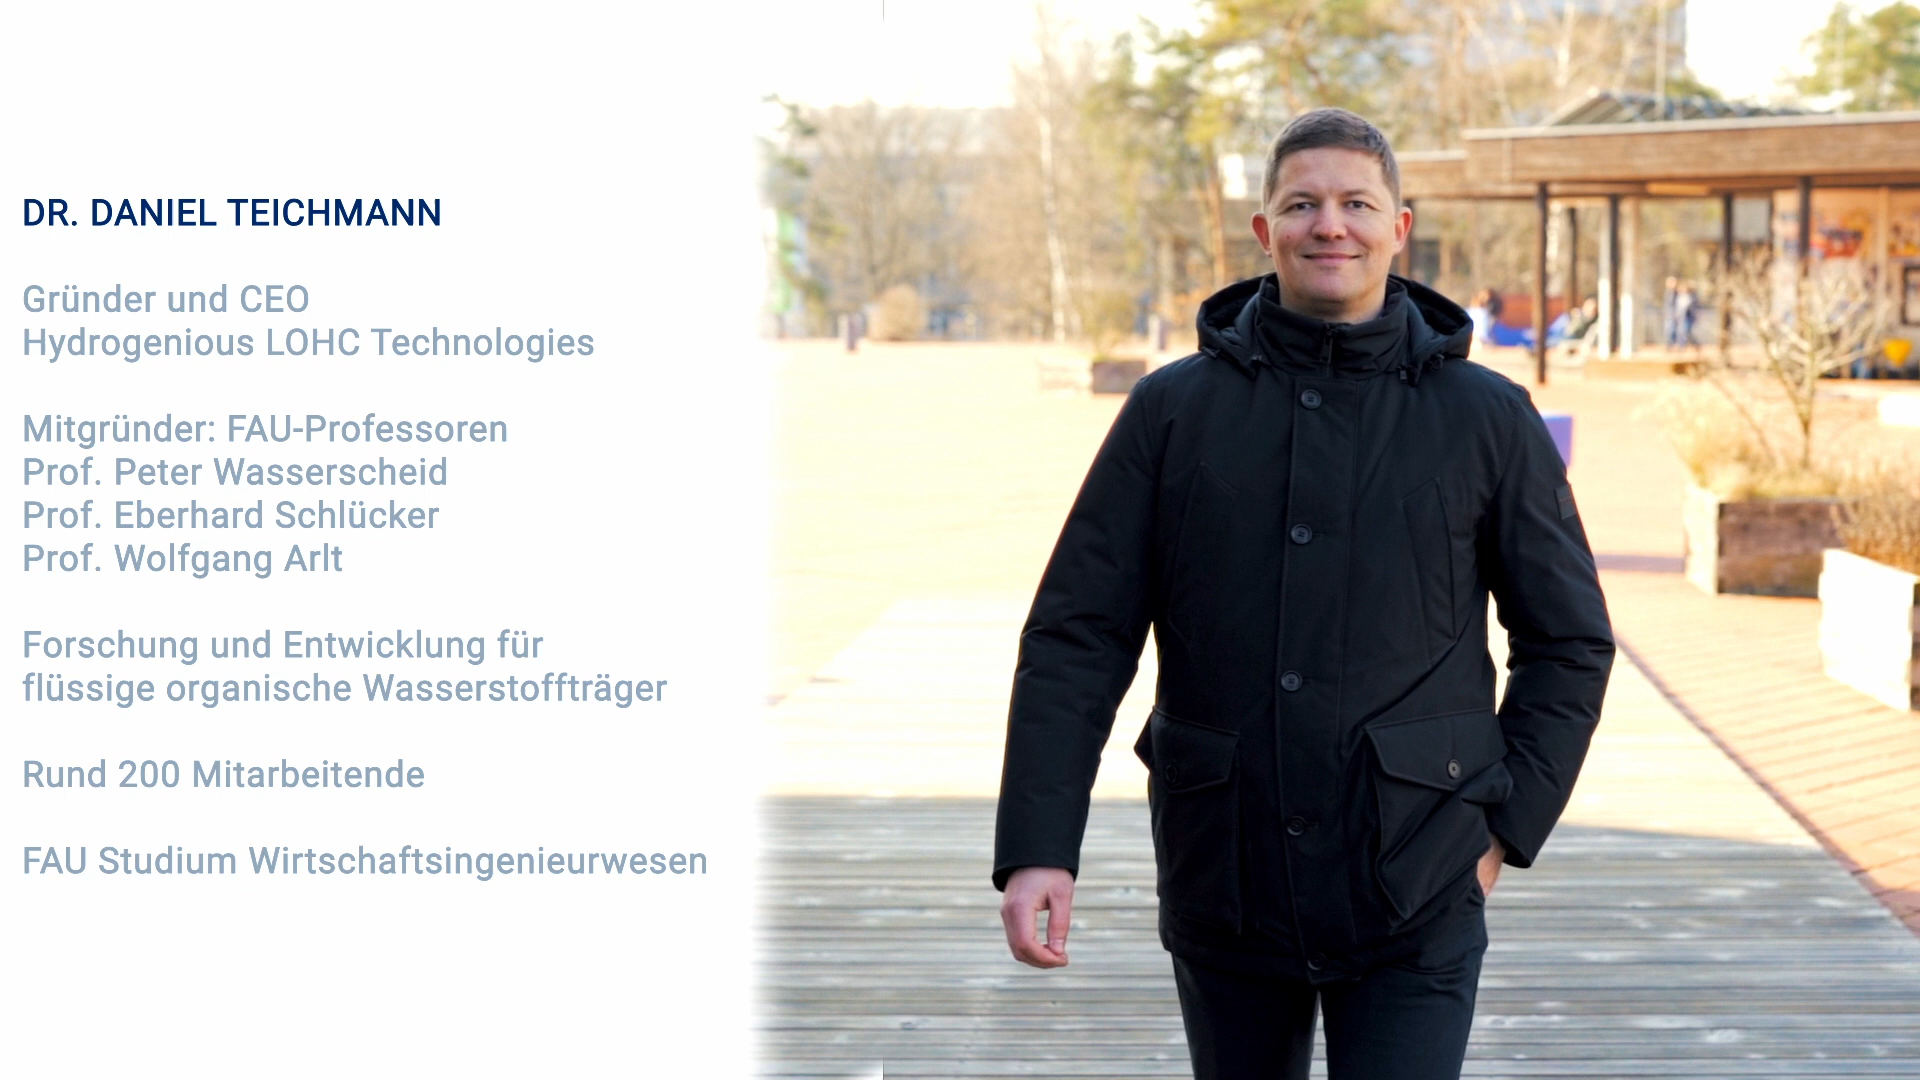 DR. DANIEL TEICHMANN
Gründer und CEO
Hydrogenious LOHC Technologies
Mitgründer: FAU-Professoren
Prof. Peter Wasserscheid
Prof. Eberhard Schlücker
Prof. Wolfgang Arlt
Forschung und Entwicklung für
flüssige organische Wasserstoffträger
Rund 200 Mitarbeitende
FAU Studium Wirtschaftsingenieurwesen